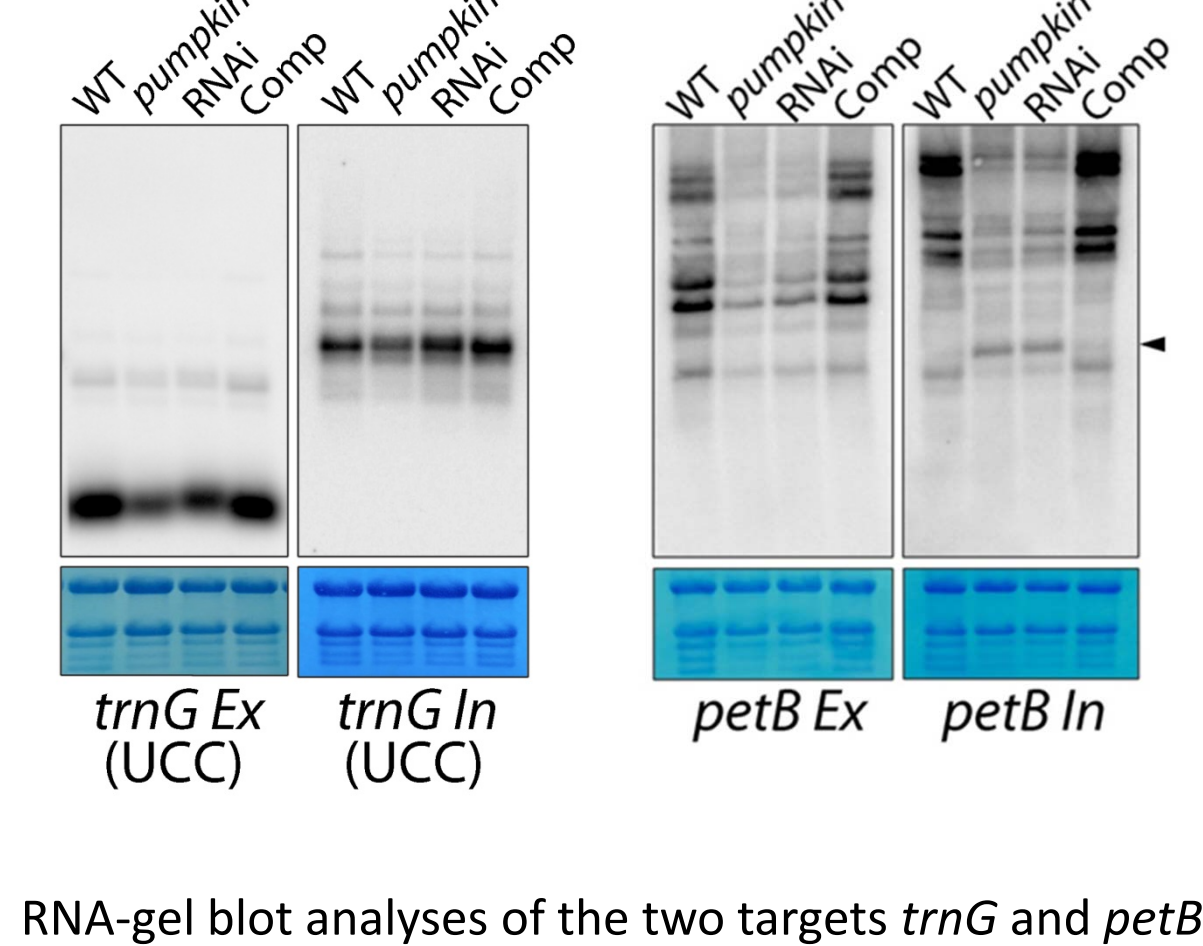 WT pumpkin RNAi Comp WT pumpkin RNAi Comp WT pumpkin RNAi Comp WT pumpkin RNAi Comp
trnG Ex trnG In petB Ex petB In
(UCC) (UCC)
RNA-gel blot analyses of the two targets trnG and petB